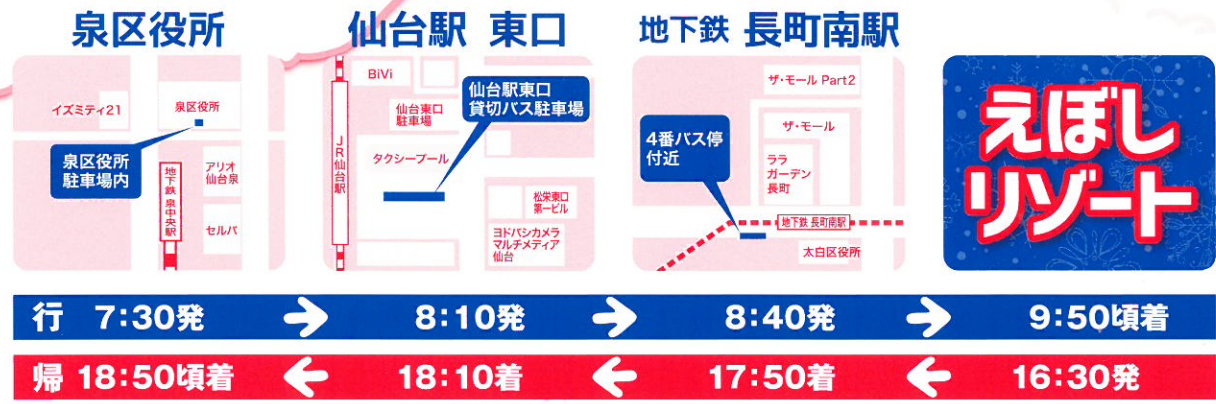 泉区役所
イズミティ21
泉区役所
泉区役所
駐車場内
地下鉄 泉中央駅
アリオ
仙台泉
セルバ
仙台駅 東口
BiVi
仙台東口
駐車場
仙台駅東口
貸切バス駐車場
JR仙台駅
タクシープール
松栄東口
第一ビル
ヨドバシカメラ
マルチメディア
仙台
地下鉄 長町南駅
ザ・モール Part2
ザ・モール
4番バス停
付近
ララ
ガーデン
長町
地下鉄 長町南駅
太白区役所
えぼし
リゾート
行 7:30発 → 8:10発 → 8:40発 → 9:50頃着
帰 18:50頃着 ← 18:10着 ← 17:50着 ← 16:30発